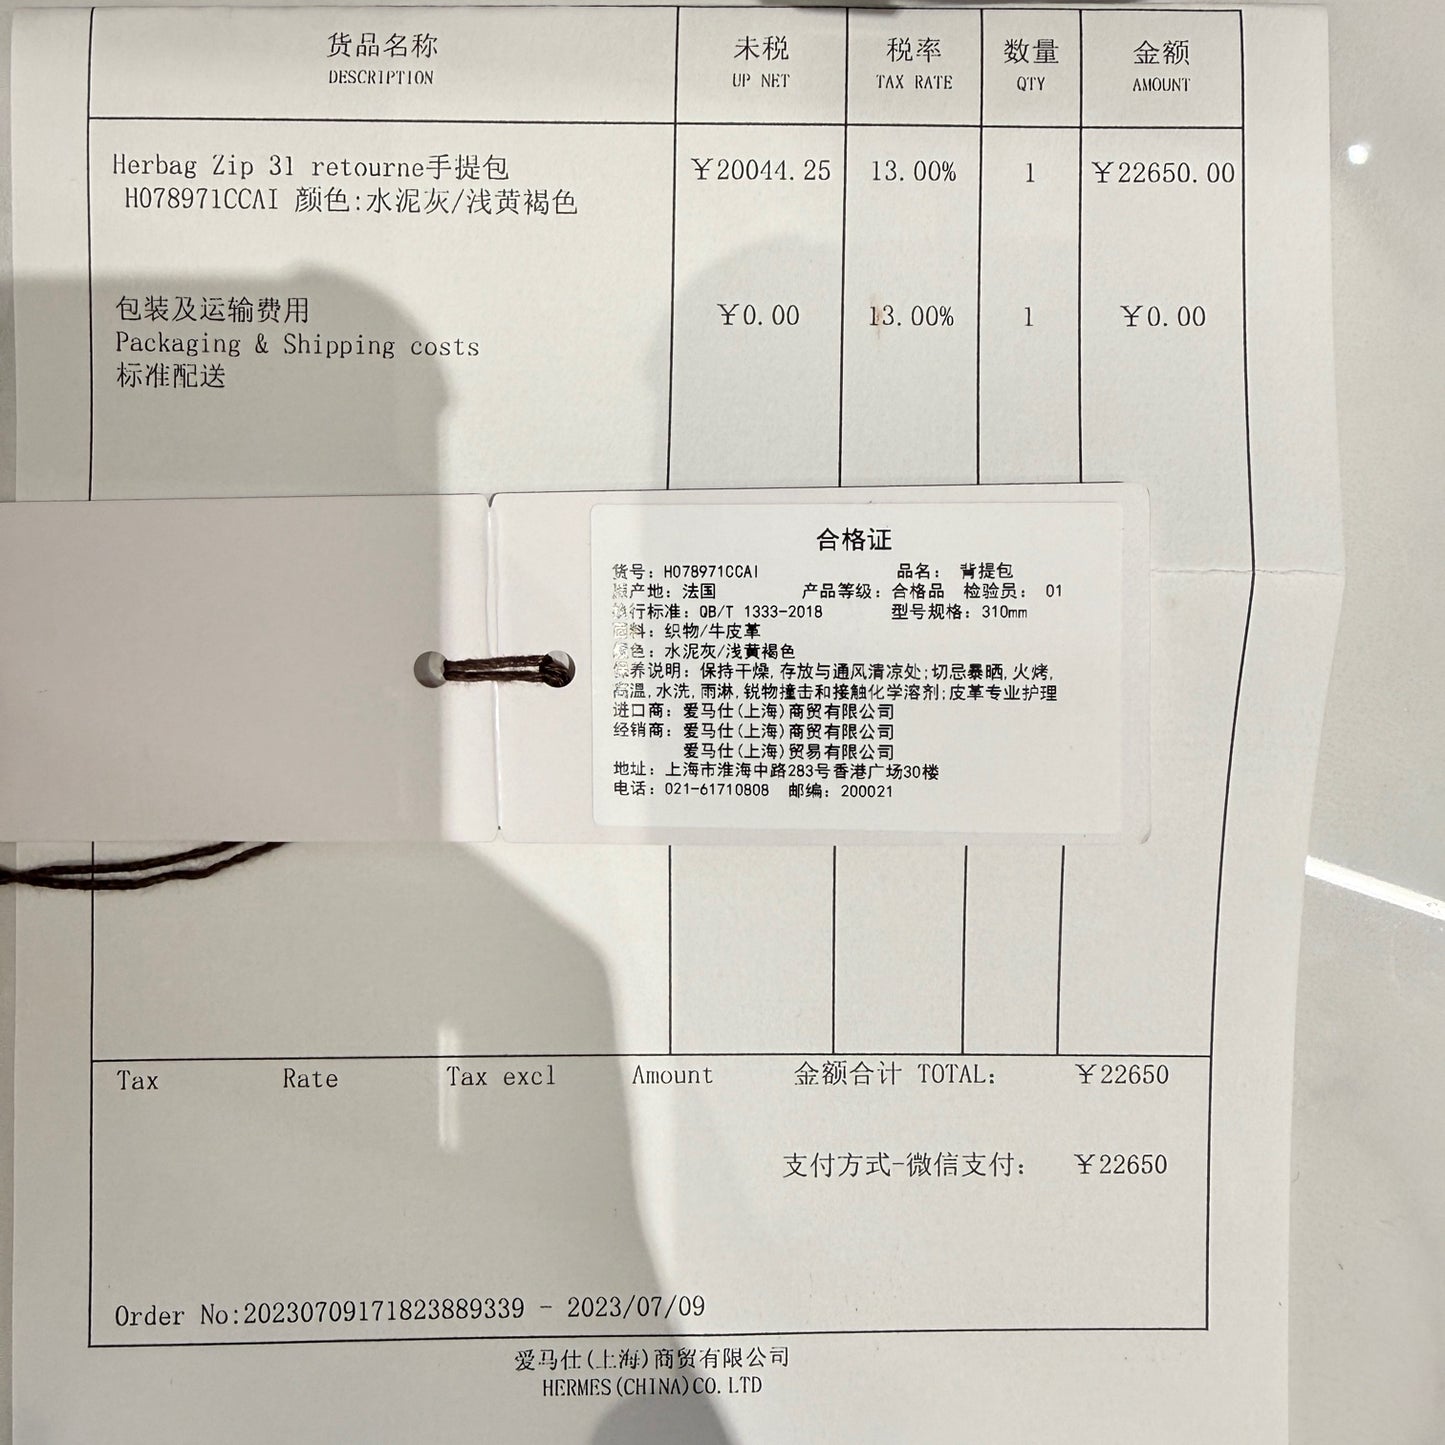 货品名称 未税 税率 数量 金额
DESCRIPTION UP NET TAX RATE QTY AMOUNT
Herbag Zip 31 retourne手提包 ¥20044.25 13.00% 1 ¥22650.00
H078971CCAI 颜色:水泥灰/浅黄褐色
包装及运输费用 ¥0.00 13.00% 1 ¥0.00
Packaging & Shipping costs
标准配送
合格证
货号: H078971CCAI 品名: 背提包
原产地: 法国 产品等级: 合格品 检验员: 01
执行标准: QB/T 1333-2018 型号规格: 310mm
面料: 织物/牛皮革
颜色: 水泥灰/浅黄褐色
保养说明: 保持干燥,存放与通风清凉处;切忌暴晒,火烤,
高温,水洗,雨淋,锐物撞击和接触化学溶剂;皮革专业护理
进口商: 爱马仕(上海)商贸有限公司
经销商: 爱马仕(上海)商贸有限公司
爱马仕(上海)贸易有限公司
地址: 上海市淮海中路283号香港广场30楼
电话: 021-61710808 邮编: 200021
Tax Rate Tax excl Amount 金额合计 TOTAL: ¥22650
支付方式-微信支付: ¥22650
Order No:20230709171823889339 - 2023/07/09
爱马仕(上海)商贸有限公司
HERMES(CHINA)CO.LTD